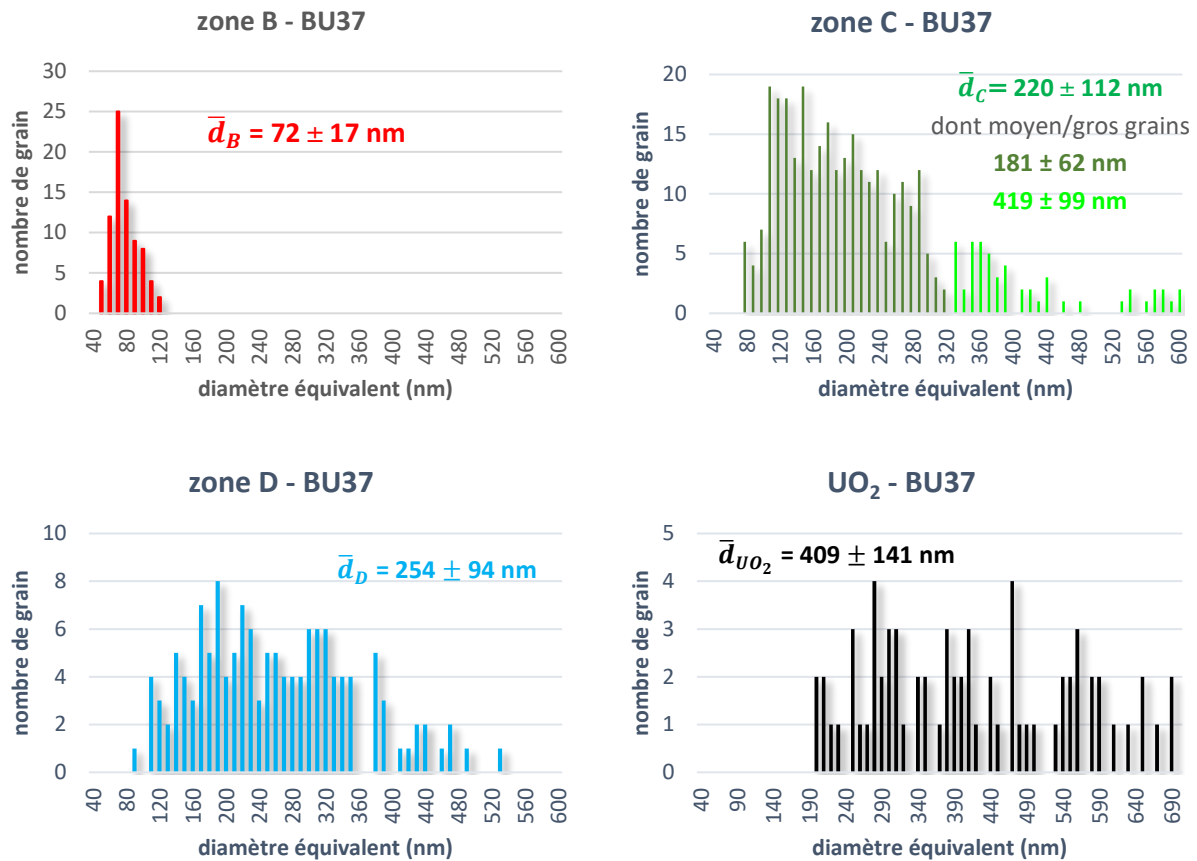 zone B - BU37
nombre de grain
30
25
20
15
10
5
0
d̅_B = 72 ± 17 nm
40 80 120 160 200 240 280 320 360 400 440 480 520 560 600
diamètre équivalent (nm)
zone C - BU37
nombre de grain
20
15
10
5
0
d̅_C = 220 ± 112 nm
dont moyen/gros grains
181 ± 62 nm
419 ± 99 nm
40 80 120 160 200 240 280 320 360 400 440 480 520 560 600
diamètre équivalent (nm)
zone D - BU37
nombre de grain
10
8
6
4
2
0
d̅_D = 254 ± 94 nm
40 80 120 160 200 240 280 320 360 400 440 480 520 560 600
diamètre équivalent (nm)
UO₂ - BU37
nombre de grain
5
4
3
2
1
0
d̅_UO₂ = 409 ± 141 nm
40 90 140 190 240 290 340 390 440 490 540 590 640 690
diamètre équivalent (nm)